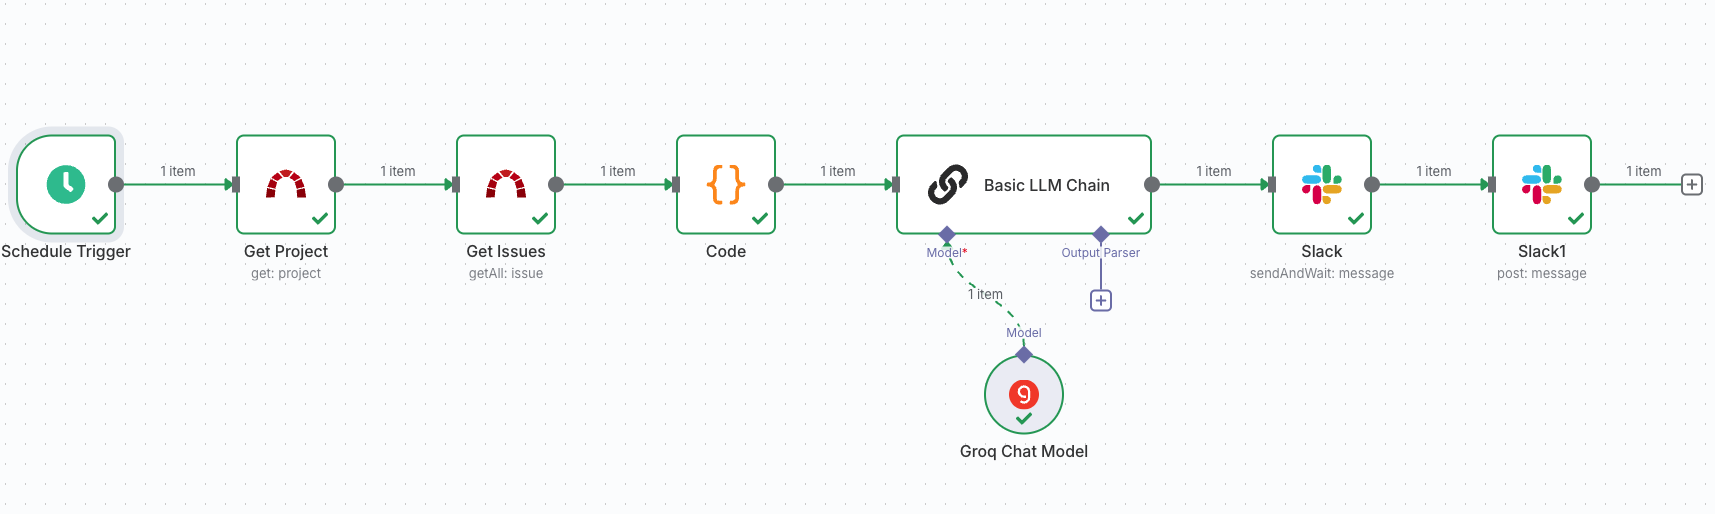 1 item
1 item
1 item
1 item
1 item
1 item
1 item
Basic LLM Chain
Schedule Trigger
Get Project
get: project
Get Issues
getAll: issue
Code
Model*
Output Parser
Slack
sendAndWait: message
Slack1
post: message
1 item
Model
Groq Chat Model